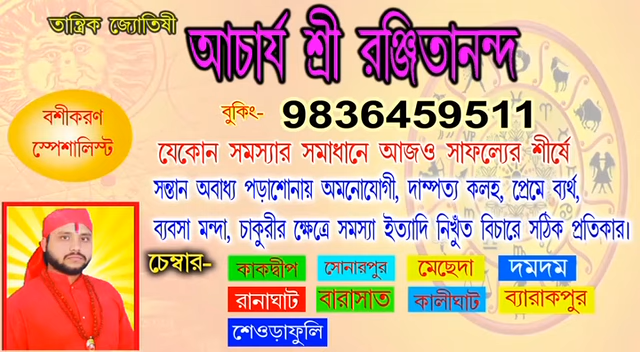 তান্ত্রিক জ্যোতিষী
আচার্য শ্রী রঞ্জিতানন্দ
বুকিং- 9836459511
বশীকরণ
স্পেশালিস্ট
যেকোন সমস্যার সমাধানে আজও সাফল্যের শীর্ষে
সন্তান অবাধ্য পড়াশোনায় অমনোযোগী, দাম্পত্য কলহ, প্রেমে ব্যর্থ,
ব্যবসা মন্দা, চাকুরীর ক্ষেত্রে সমস্যা ইত্যাদি নিখুঁত বিচারে সঠিক প্রতিকার।
চেম্বার- কাকদ্বীপ সোনারপুর মেছেদা দমদম
রানাঘাট বারাসাত কালীঘাট ব্যারাকপুর
শেওড়াফুলি